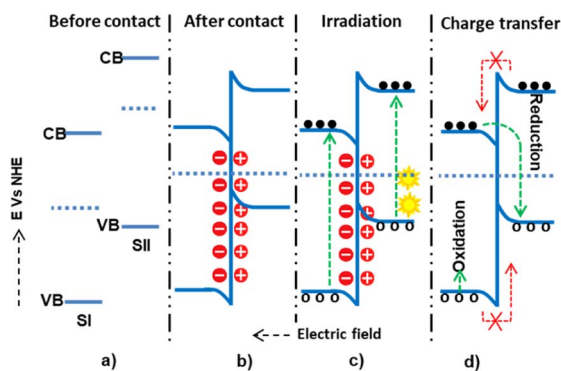 Before contact
After contact
Irradiation
Charge transfer
E Vs NHE
CB
CB
VB
SII
VB
SI
Reduction
Oxidation
Electric field
a)
b)
c)
d)